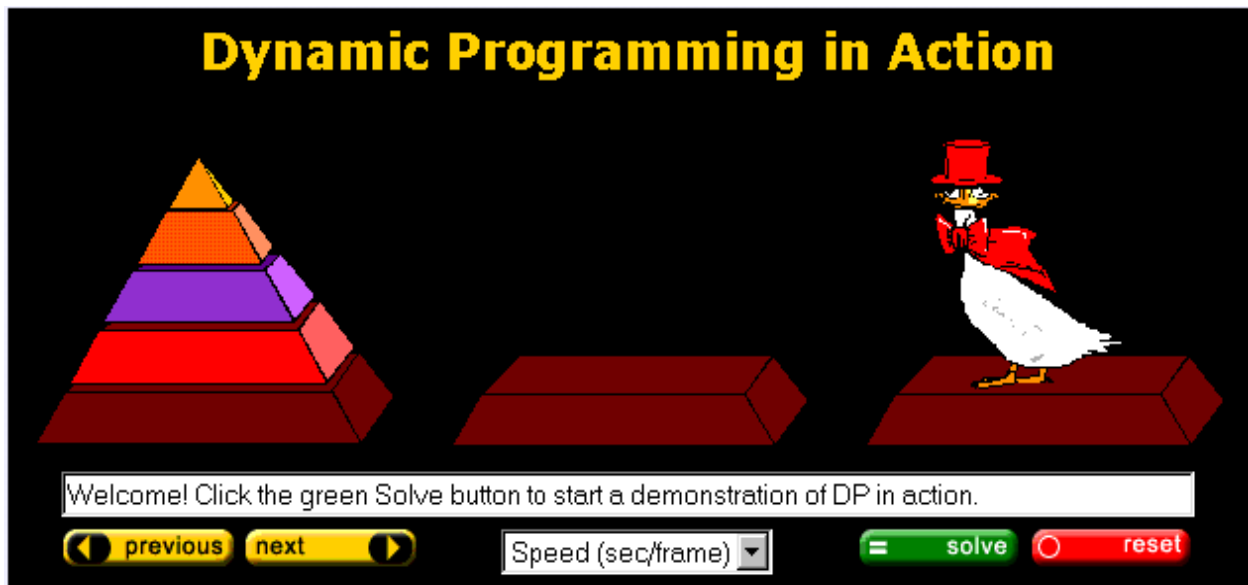 Dynamic Programming in Action
Welcome! Click the green Solve button to start a demonstration of DP in action.
previous next Speed (sec/frame) solve reset